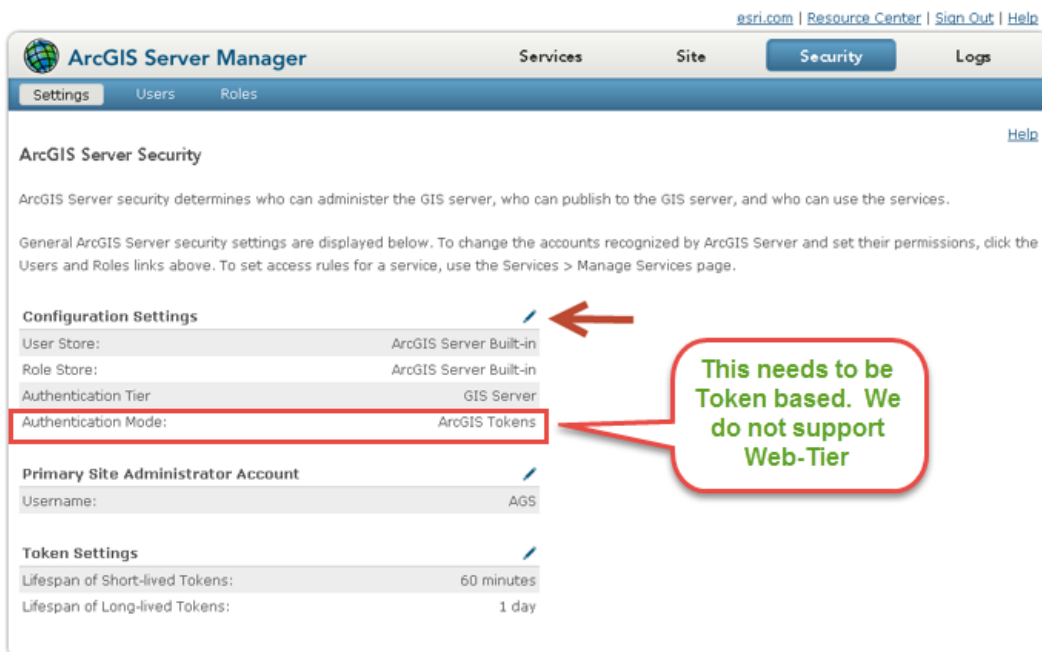 esri.com | Resource Center | Sign Out | Help
ArcGIS Server Manager Services Site Security Logs
Settings Users Roles
Help
ArcGIS Server Security
ArcGIS Server security determines who can administer the GIS server, who can publish to the GIS server, and who can use the services.
General ArcGIS Server security settings are displayed below. To change the accounts recognized by ArcGIS Server and set their permissions, click the
Users and Roles links above. To set access rules for a service, use the Services > Manage Services page.
Configuration Settings
User Store: ArcGIS Server Built-in
Role Store: ArcGIS Server Built-in
Authentication Tier GIS Server
Authentication Mode: ArcGIS Tokens
This needs to be
Token based. We
do not support
Web-Tier
Primary Site Administrator Account
Username: AGS
Token Settings
Lifespan of Short-lived Tokens: 60 minutes
Lifespan of Long-lived Tokens: 1 day